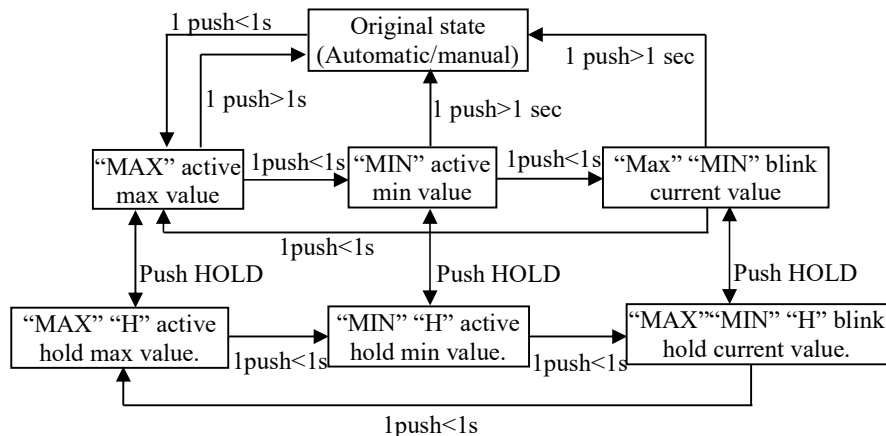 1 push<1s
Original state
(Automatic/manual)
1 push>1 sec
1 push>1s
1 push>1 sec
“MAX” active
max value
1push<1s
“MIN” active
min value
1push<1s
“Max” “MIN” blink
current value
1push<1s
Push HOLD
Push HOLD
Push HOLD
“MAX” “H” active
hold max value.
1push<1s
“MIN” “H” active
hold min value.
1push<1s
“MAX”“MIN” “H” blink
hold current value.
1push<1s